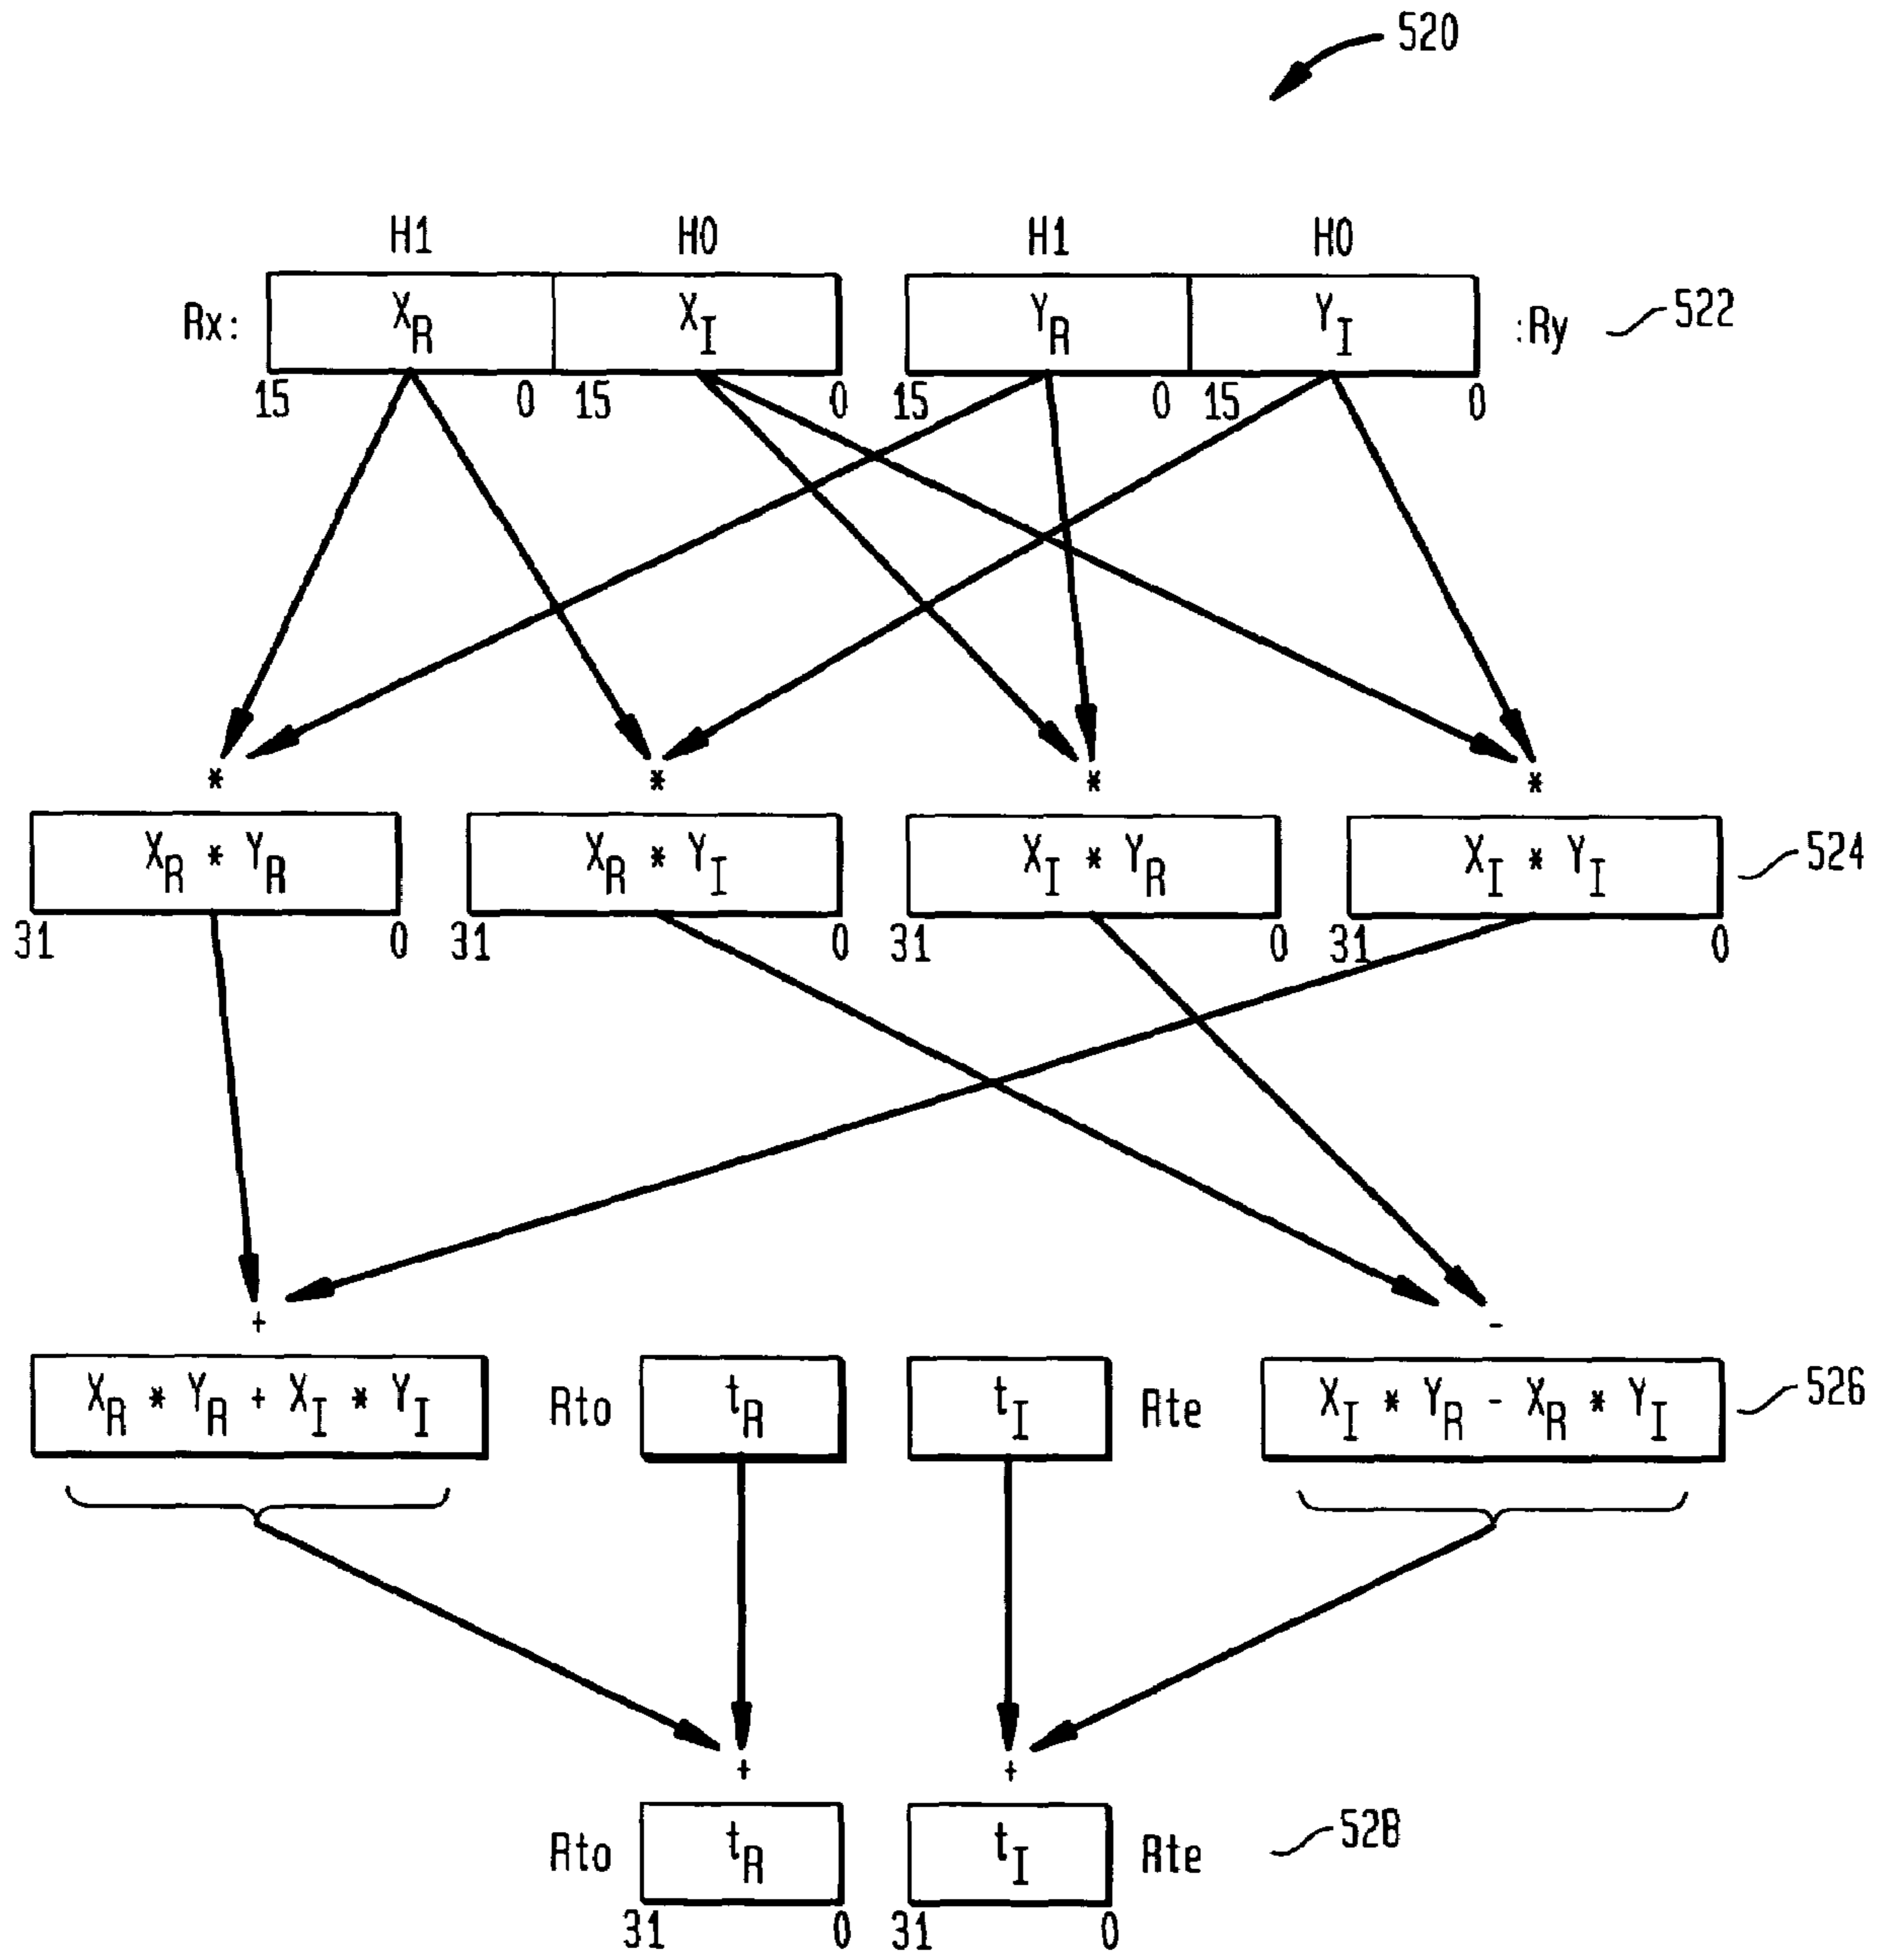 520
H1 H0 H1 H0
Rx: XR XI YR YI :Ry 522
15 0 15 0 15 0 15 0
* * * *
XR * YR XR * YI XI * YR XI * YI 524
31 0 31 0 31 0 31 0
+ -
XR * YR + XI * YI Rto tR tI Rte XI * YR - XR * YI 526
+ +
Rto tR tI Rte 528
31 0 31 0